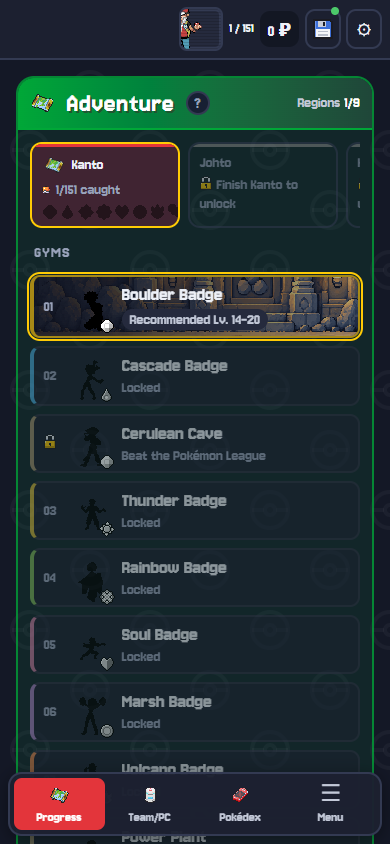 1 / 151
0 ₽
Adventure
?
Regions 1/9
Kanto
1/151 caught
Johto
Finish Kanto to
unlock
GYMS
01
Boulder Badge
Recommended Lv. 14-20
02
Cascade Badge
Locked
Cerulean Cave
Beat the Pokémon League
03
Thunder Badge
Locked
04
Rainbow Badge
Locked
05
Soul Badge
Locked
06
Marsh Badge
Locked
Volcano Badge
Progress
Team/PC
Pokédex
Menu
Power Plant